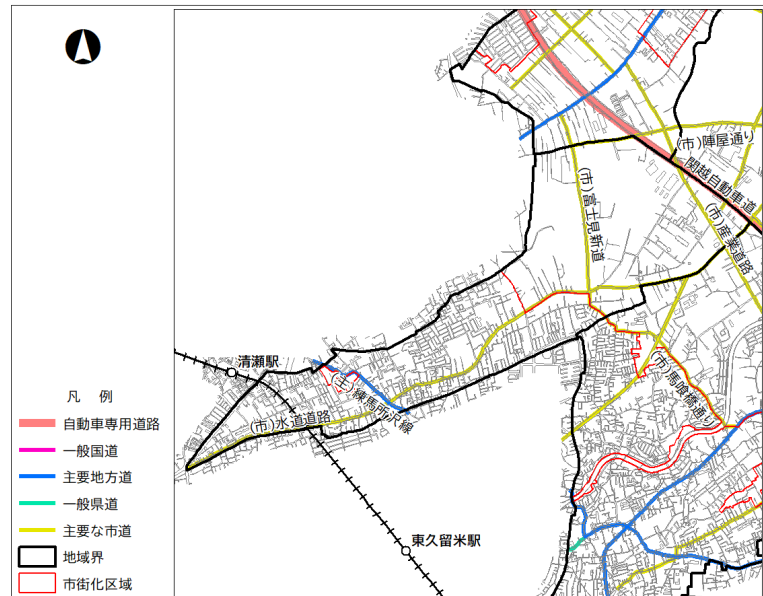 (市)陣屋通り
関越自動車道
(市)富士見新道
(市)産業道路
清瀬駅
(主)練馬所沢線
(市)馬喰橋通り
(市)水道道路
東久留米駅
凡 例
自動車専用道路
一般国道
主要地方道
一般県道
主要な市道
地域界
市街化区域